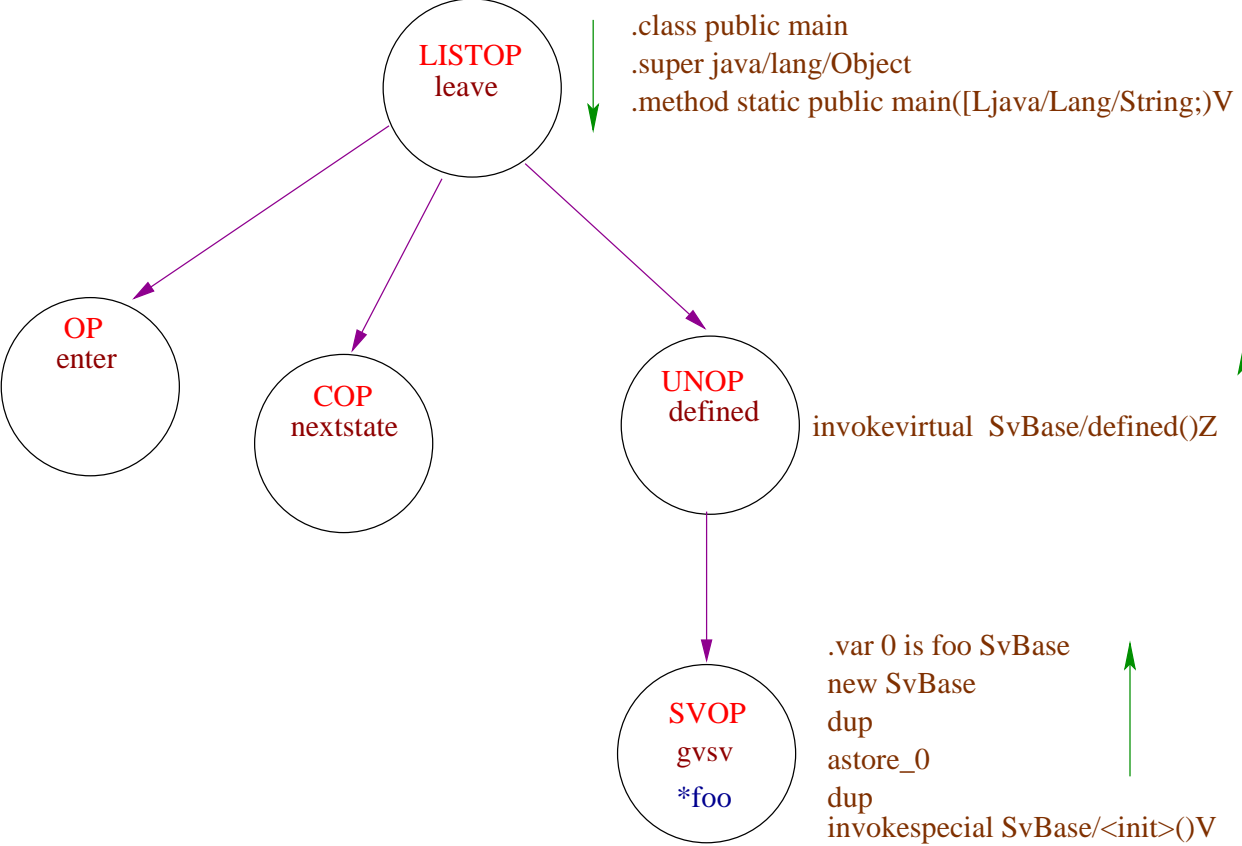 LISTOP
leave
.class public main
.super java/lang/Object
.method static public main([Ljava/Lang/String;)V
OP
enter
COP
nextstate
UNOP
defined
invokevirtual SvBase/defined()Z
SVOP
gvsv
*foo
.var 0 is foo SvBase
new SvBase
dup
astore_0
dup
invokespecial SvBase/<init>()V